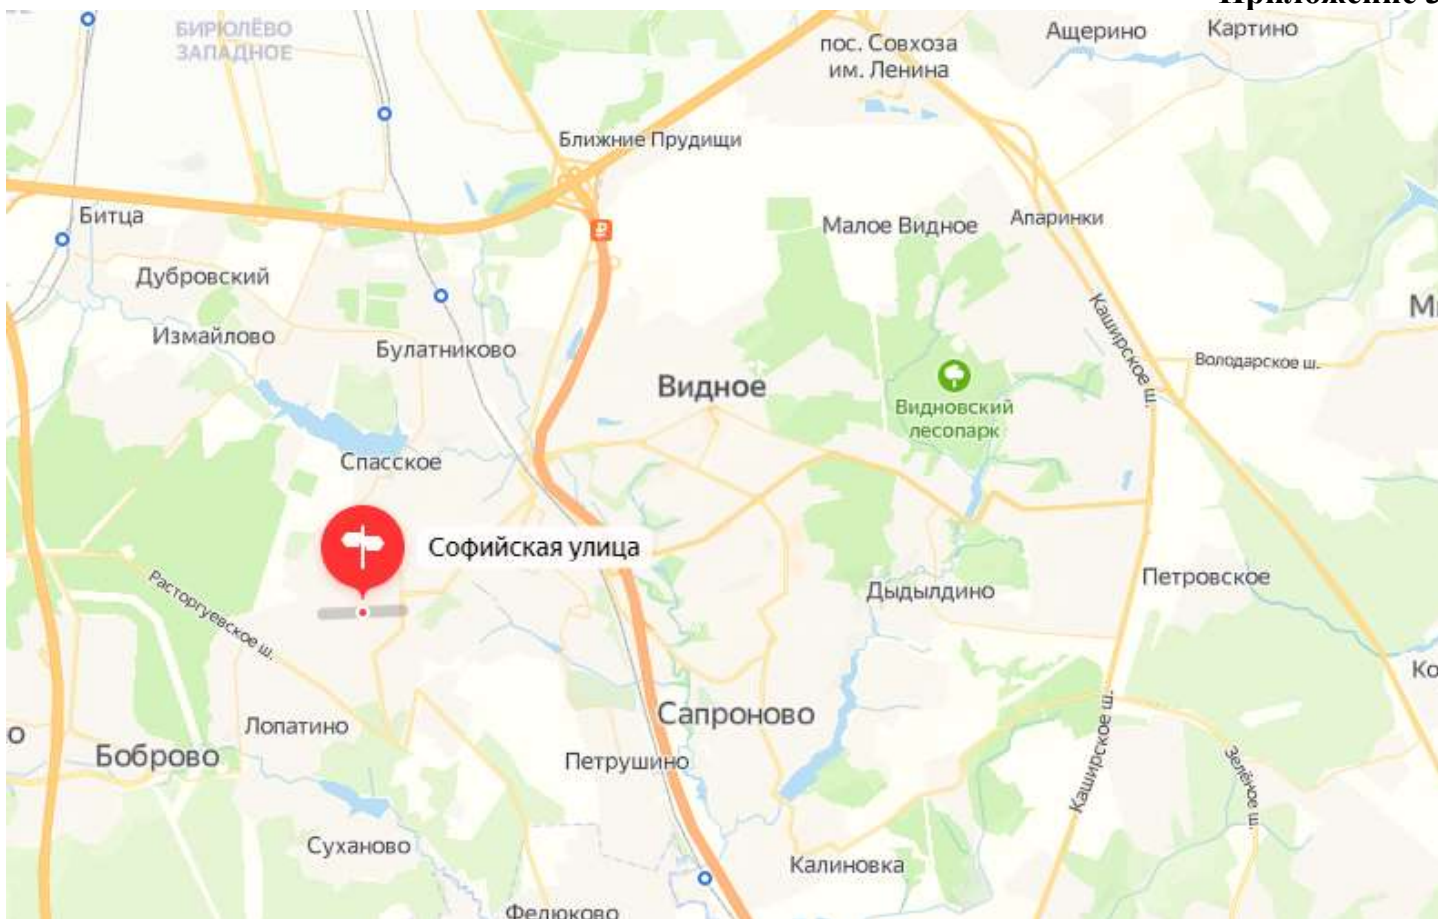 Приложение
БИРЮЛЁВО
ЗАПАДНОЕ
пос. Совхоза
им. Ленина
Ащерино
Картино
Ближние Прудищи
Битца
Малое Видное
Апаринки
Дубровский
Измайлово
Булатниково
Каширское ш.
Володарское ш.
Видное
Видновский
лесопарк
Спасское
Софийская улица
Расторгуевское ш.
Дыдылдино
Петровское
Ко
Лопатино
Сапроново
Боброво
Петрушино
Каширское ш.
Зелёное ш.
Суханово
Калиновка
Федюково